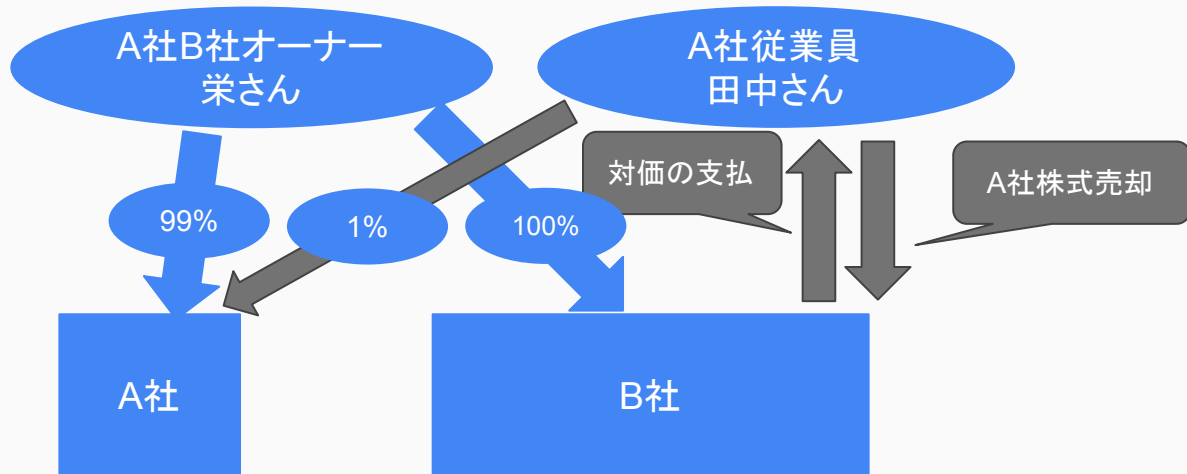 A社B社オーナー
栄さん
A社従業員
田中さん
対価の支払
A社株式売却
99%
1%
100%
A社
B社